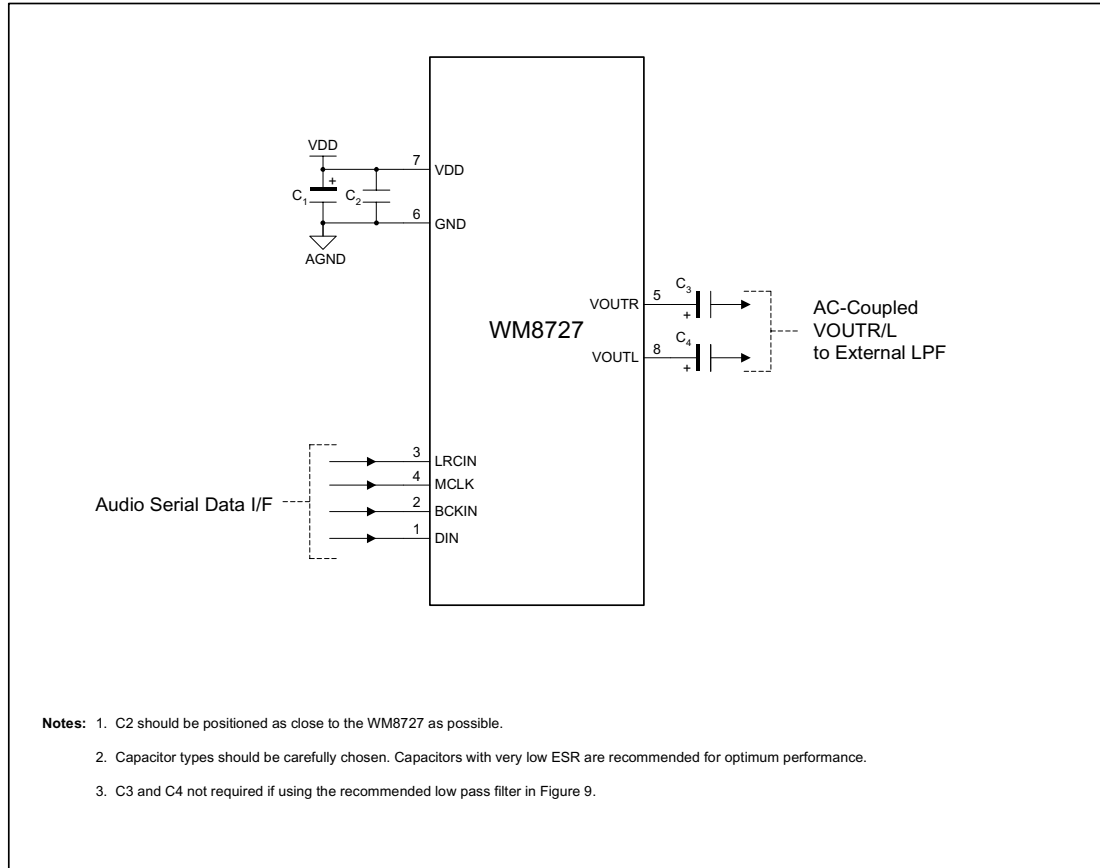 VDD
7
VDD
+
C1
C2
6
GND
AGND
WM8727
VOUTR
5
C3
+
VOUTL
8
C4
+
AC-Coupled
VOUTR/L
to External LPF
Audio Serial Data I/F
3
LRCIN
4
MCLK
2
BCKIN
1
DIN
Notes: 1. C2 should be positioned as close to the WM8727 as possible.
2. Capacitor types should be carefully chosen. Capacitors with very low ESR are recommended for optimum performance.
3. C3 and C4 not required if using the recommended low pass filter in Figure 9.